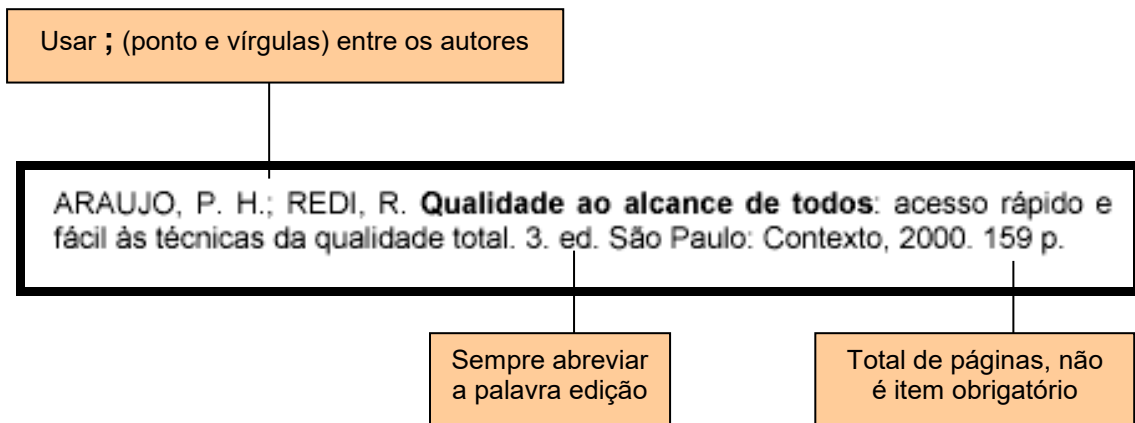 Usar ; (ponto e vírgulas) entre os autores
ARAUJO, P. H.; REDI, R. Qualidade ao alcance de todos: acesso rápido e
fácil às técnicas da qualidade total. 3. ed. São Paulo: Contexto, 2000. 159 p.
Sempre abreviar
a palavra edição
Total de páginas, não
é item obrigatório